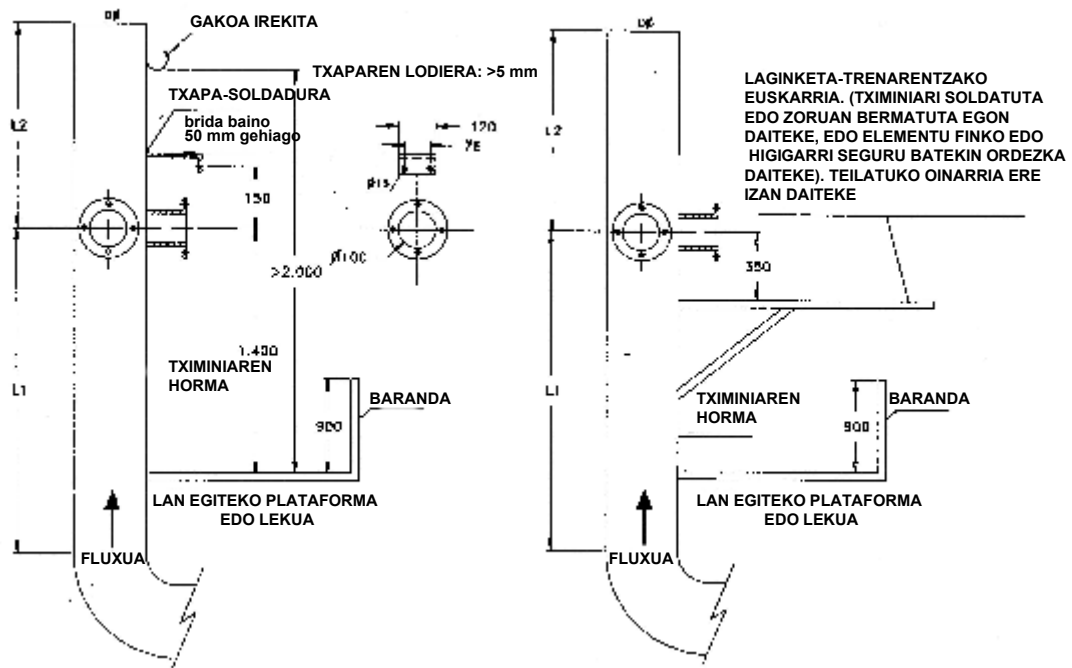 GAKOA IREKITA
TXAPAREN LODIERA: >5 mm
TXAPA-SOLDADURA
brida baino
50 mm gehiago
L2
120
150
Ø100
>2.000
1.400
L1
TXIMINIAREN
HORMA
900
BARANDA
LAN EGITEKO PLATAFORMA
EDO LEKUA
FLUXUA
LAGINKETA-TRENARENTZAKO
EUSKARRIA. (TXIMINIARI SOLDATUTA
EDO ZORUAN BERMATUTA EGON
DAITEKE, EDO ELEMENTU FINKO EDO
HIGIGARRI SEGURU BATEKIN ORDEZKA
DAITEKE). TEILATUKO OINARRIA ERE
IZAN DAITEKE
L2
350
L1
TXIMINIAREN
HORMA
900
BARANDA
LAN EGITEKO PLATAFORMA
EDO LEKUA
FLUXUA